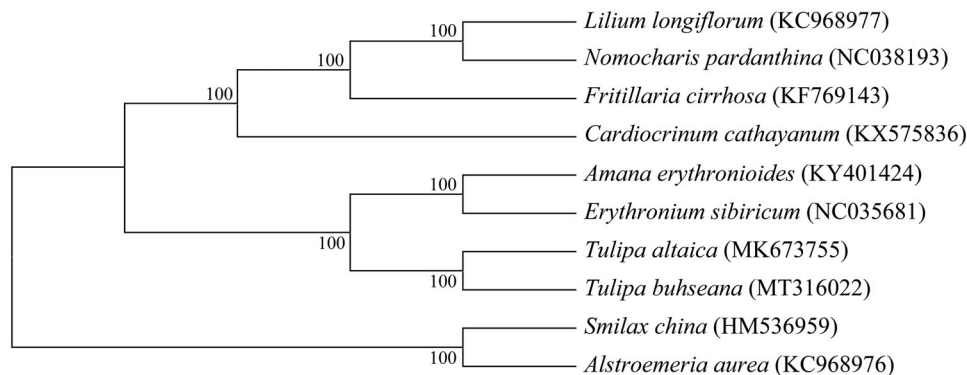 100
Lilium longiflorum (KC968977)
100
Nomocharis pardanthina (NC038193)
100
Fritillaria cirrhosa (KF769143)
Cardiocrinum cathayanum (KX575836)
100
Amana erythronioides (KY401424)
Erythronium sibiricum (NC035681)
100
Tulipa altaica (MK673755)
100
Tulipa buhseana (MT316022)
Smilax china (HM536959)
100
Alstroemeria aurea (KC968976)